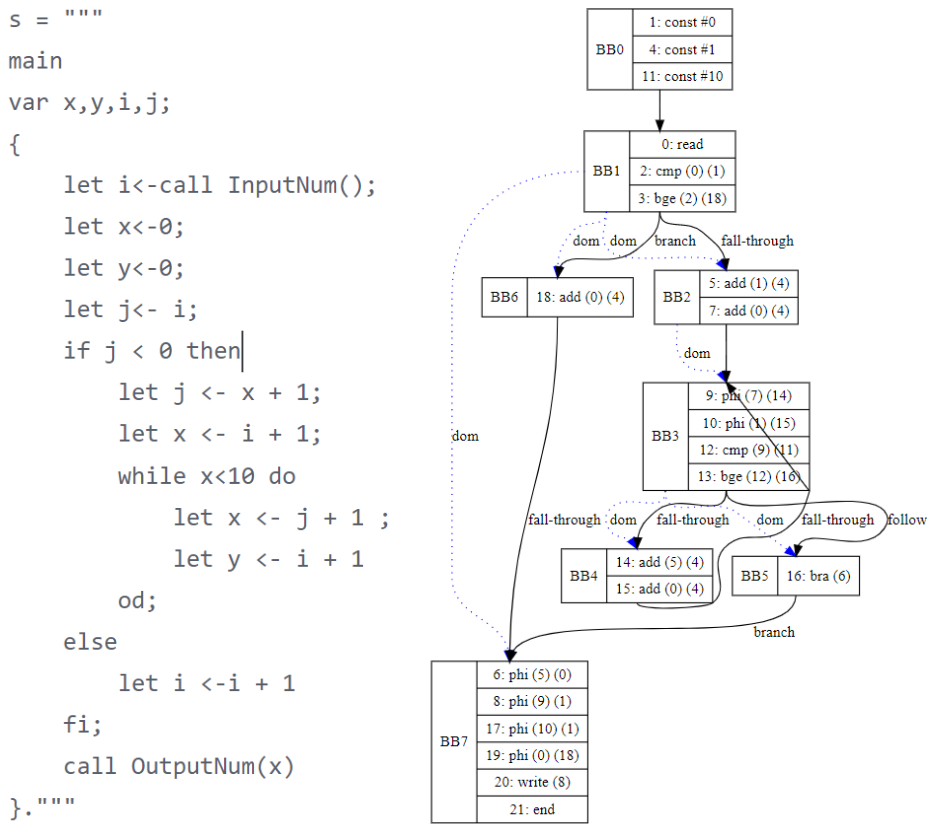 s = """
main
var x,y,i,j;
{
let i<-call InputNum();
let x<-0;
let y<-0;
let j<- i;
if j < 0 then
let j <- x + 1;
let x <- i + 1;
while x<10 do
let x <- j + 1 ;
let y <- i + 1
od;
else
let i <-i + 1
fi;
call OutputNum(x)
}."""
BB0
1: const #0
4: const #1
11: const #10
BB1
0: read
2: cmp (0) (1)
3: bge (2) (18)
dom
dom
branch
fall-through
BB6
18: add (0) (4)
BB2
5: add (1) (4)
7: add (0) (4)
dom
BB3
9: phi (7) (14)
10: phi (1) (15)
12: cmp (9) (11)
13: bge (12) (16)
dom
fall-through
dom
fall-through
dom
fall-through
follow
BB4
14: add (5) (4)
15: add (0) (4)
BB5
16: bra (6)
branch
BB7
6: phi (5) (0)
8: phi (9) (1)
17: phi (10) (1)
19: phi (0) (18)
20: write (8)
21: end